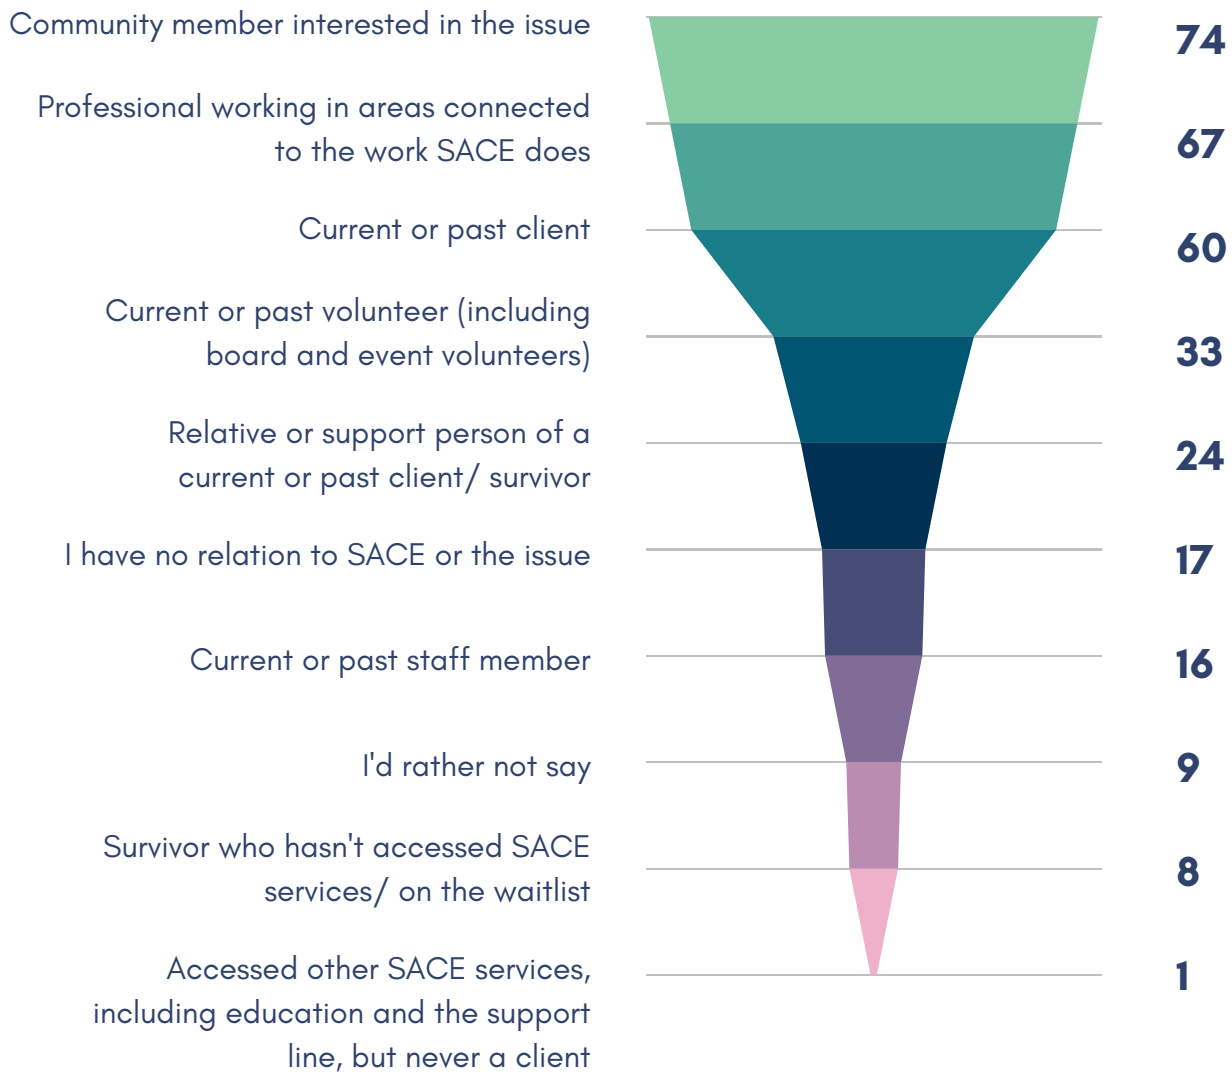 Community member interested in the issue
74
Professional working in areas connected
to the work SACE does
67
Current or past client
60
Current or past volunteer (including
board and event volunteers)
33
Relative or support person of a
current or past client/ survivor
24
I have no relation to SACE or the issue
17
Current or past staff member
16
I'd rather not say
9
Survivor who hasn't accessed SACE
services/ on the waitlist
8
Accessed other SACE services,
including education and the support
line, but never a client
1